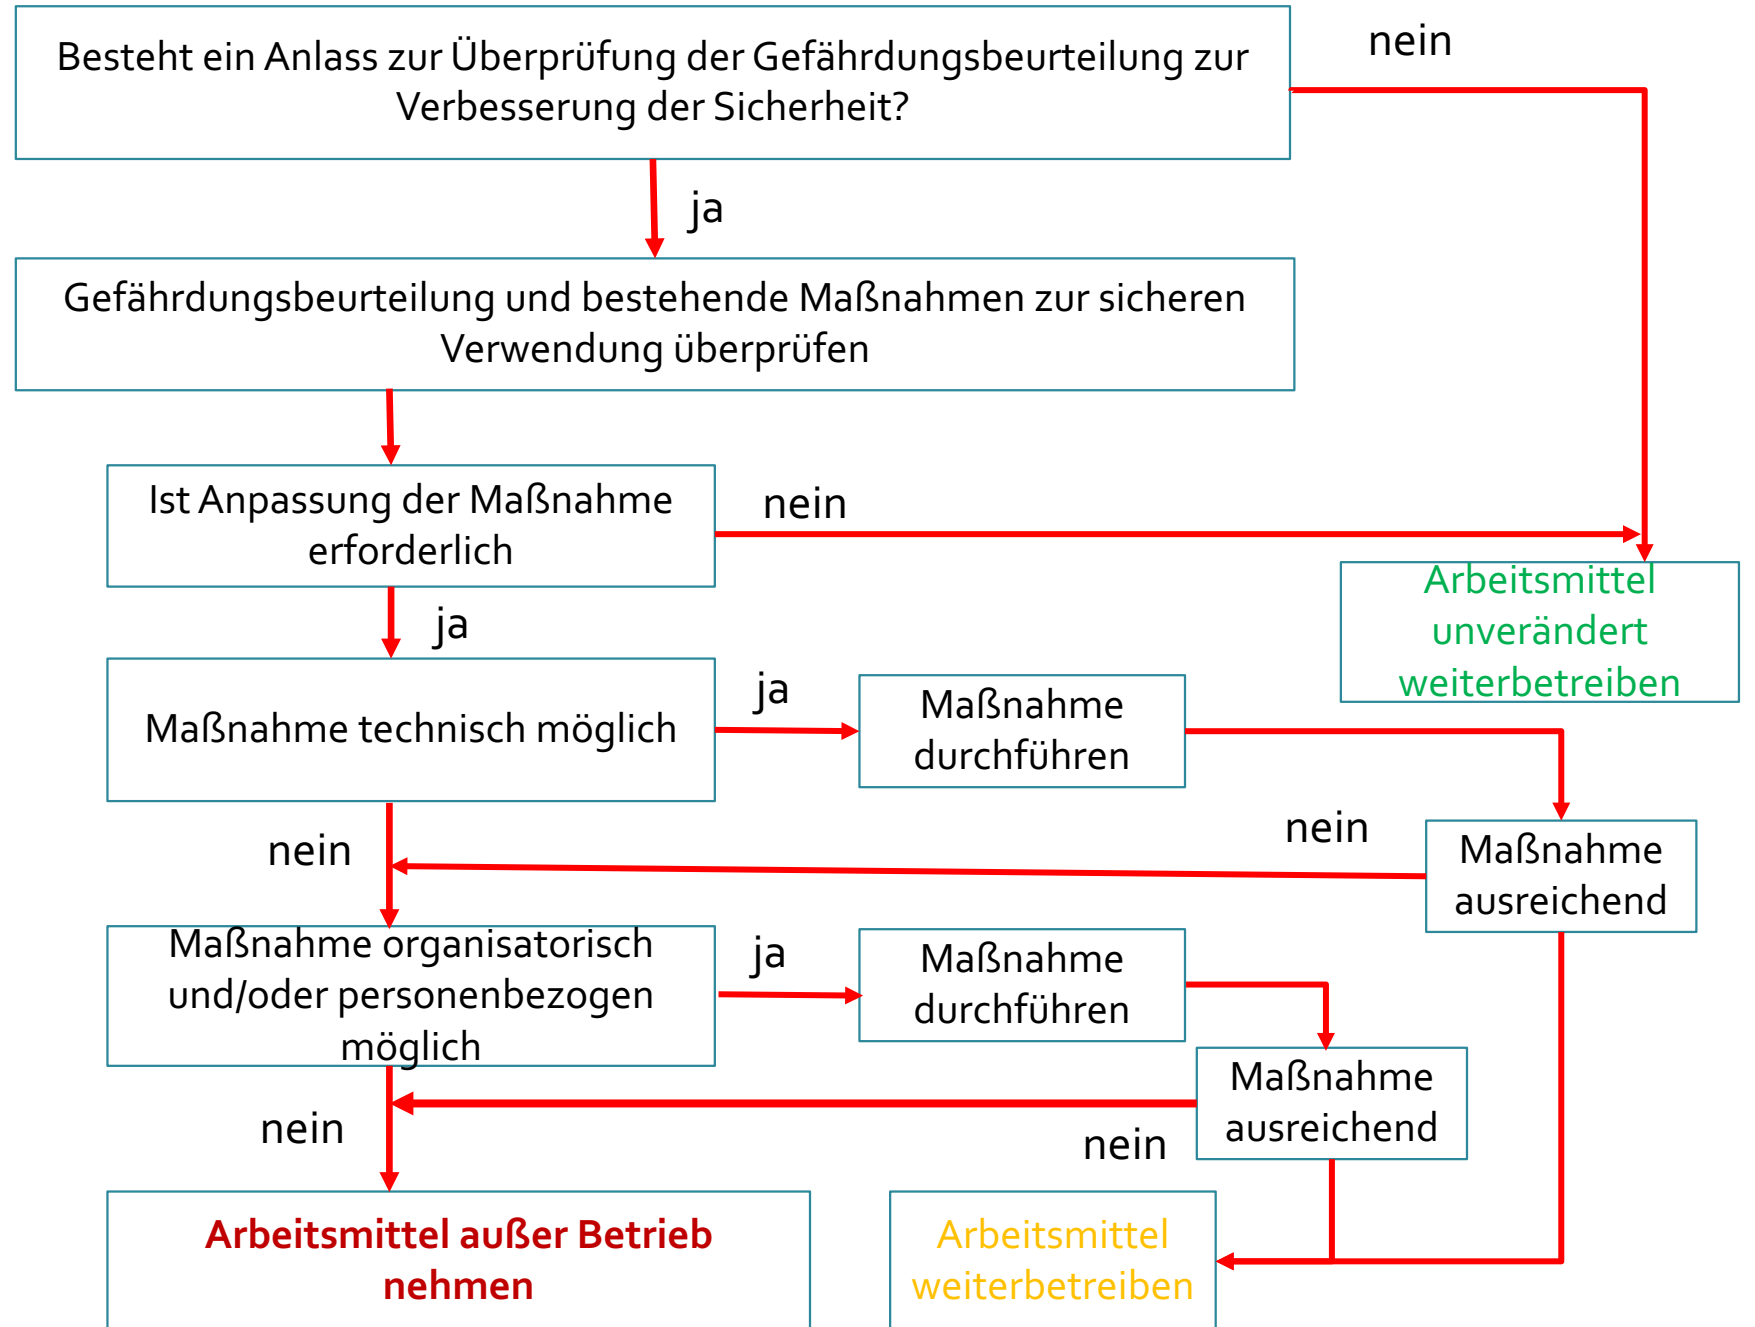 Besteht ein Anlass zur Überprüfung der Gefährdungsbeurteilung zur
Verbesserung der Sicherheit?
nein
ja
Gefährdungsbeurteilung und bestehende Maßnahmen zur sicheren
Verwendung überprüfen
Ist Anpassung der Maßnahme
erforderlich
nein
Arbeitsmittel
unverändert
weiterbetreiben
ja
Maßnahme technisch möglich
ja
Maßnahme
durchführen
nein
nein
Maßnahme
ausreichend
Maßnahme organisatorisch
und/oder personenbezogen
möglich
ja
Maßnahme
durchführen
Maßnahme
ausreichend
nein
nein
Arbeitsmittel außer Betrieb
nehmen
Arbeitsmittel
weiterbetreiben